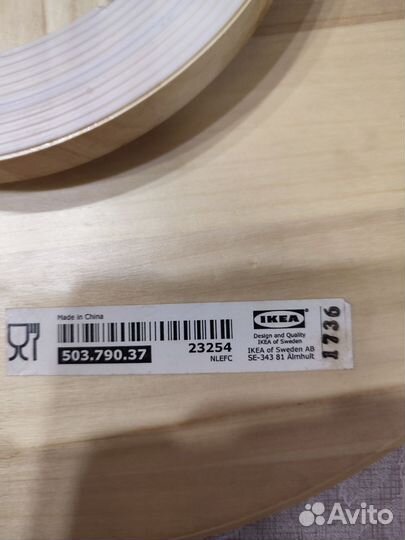 Made in China
503.790.37
23254
NLEFC
IKEA
Design and Quality
IKEA of Sweden
IKEA of Sweden AB
SE-343 81 Älmhult
1736
Avito